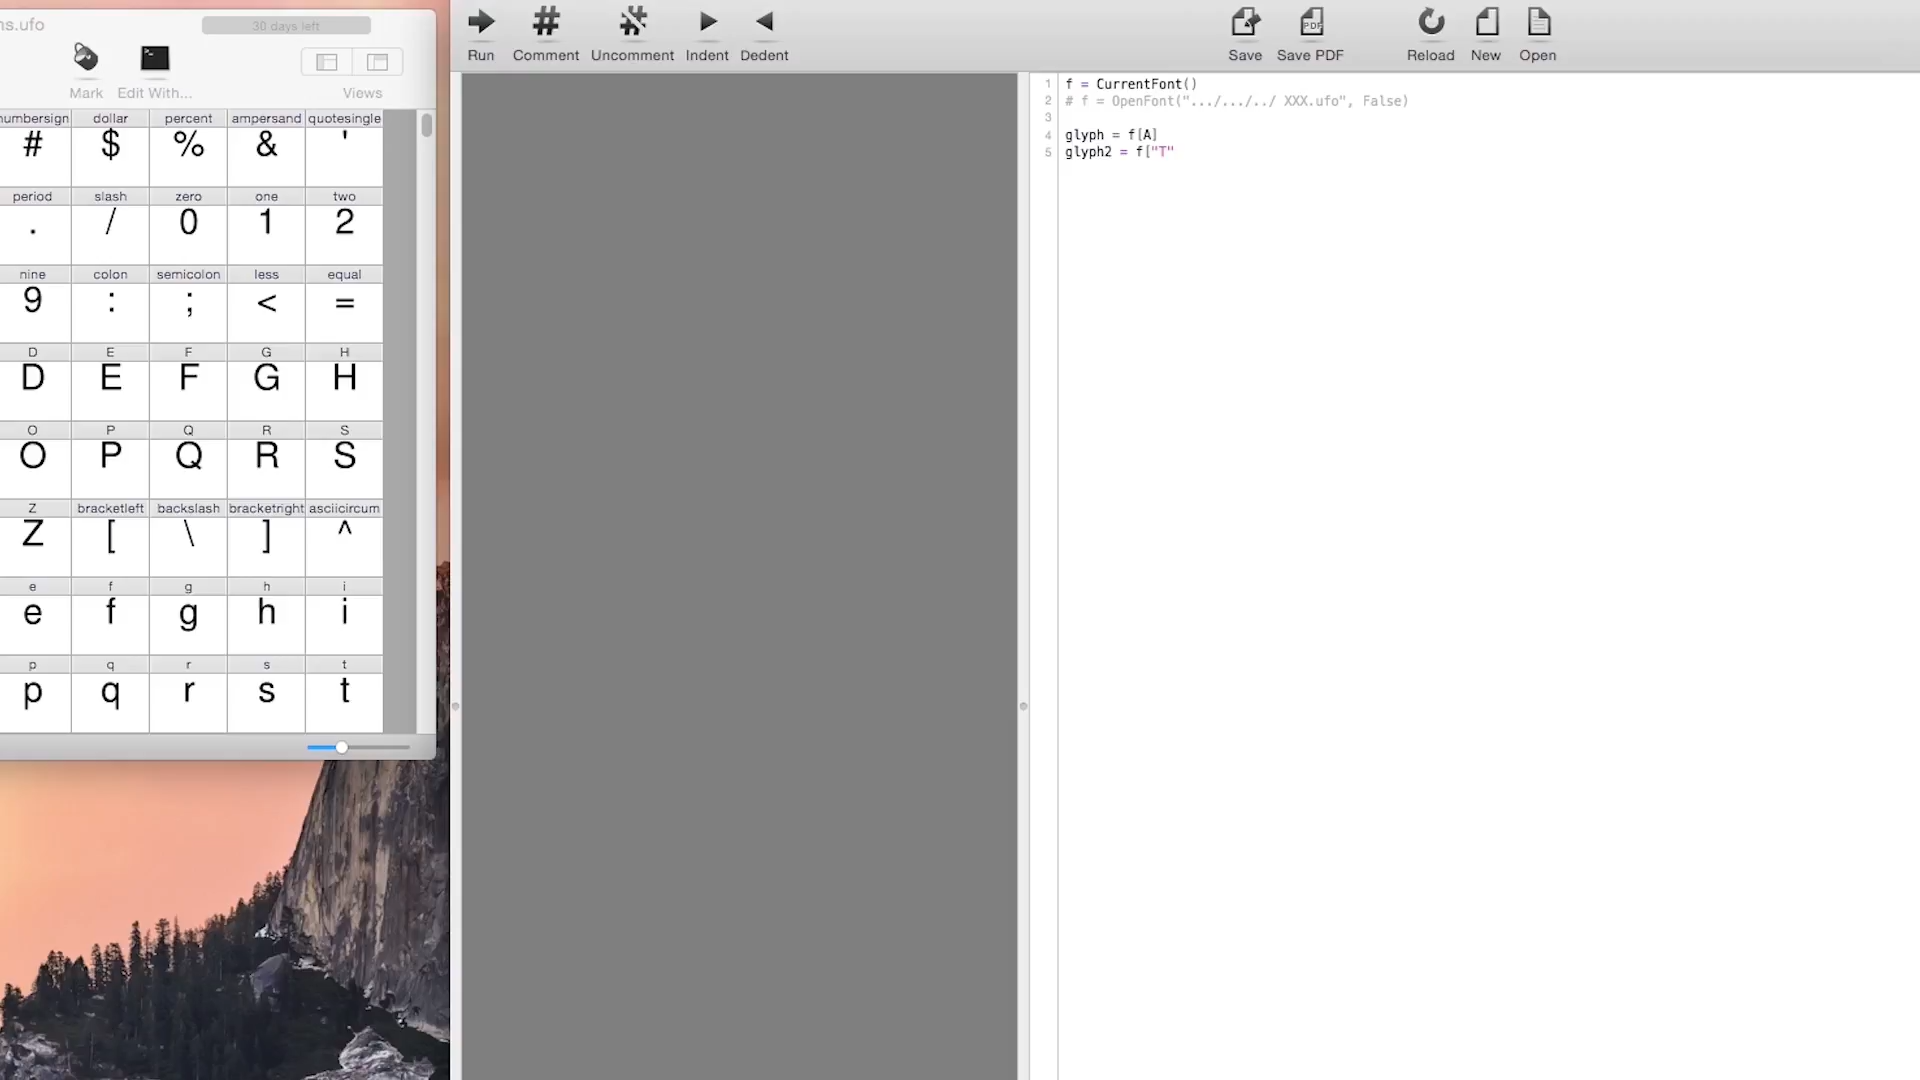 ns.ufo
30 days left
Mark
Edit With...
Views
numbersign dollar percent ampersand quotesingle
# $ % & '
period slash zero one two
. / 0 1 2
nine colon semicolon less equal
9 : ; < =
D E F G H
D E F G H
O P Q R S
O P Q R S
Z bracketleft backslash bracketright asciicircum
Z [ \ ] ^
e f g h i
e f g h i
p q r s t
p q r s t
Run Comment Uncomment Indent Dedent
PDF
Save Save PDF Reload New Open
1 f = CurrentFont()
2 # f = OpenFont(".../.../../ XXX.ufo", False)
3
4 glyph = f[A]
5 glyph2 = f["T"